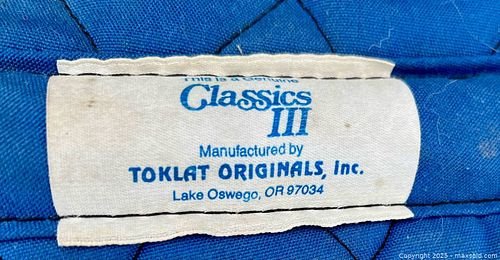 This is a Genuine
Classics
III
Manufactured by
TOKLAT ORIGINALS, Inc.
Lake Oswego, OR 97034
Copyright 2025 - maxsold.com